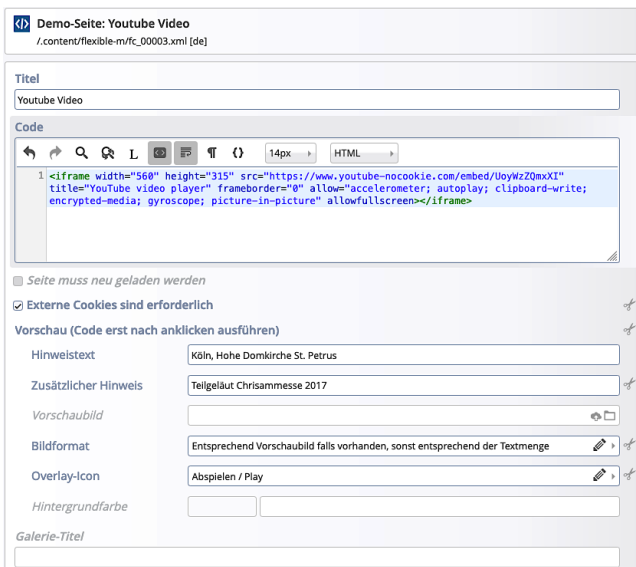 Demo-Seite: Youtube Video
/.content/flexible-m/fc_00003.xml [de]
Titel
Youtube Video
Code
L 14px HTML
1 <iframe width="560" height="315" src="https://www.youtube-nocookie.com/embed/UoyWzZQmxXI"
title="YouTube video player" frameborder="0" allow="accelerometer; autoplay; clipboard-write;
encrypted-media; gyroscope; picture-in-picture" allowfullscreen></iframe>
Seite muss neu geladen werden
Externe Cookies sind erforderlich
Vorschau (Code erst nach anklicken ausführen)
Hinweistext Köln, Hohe Domkirche St. Petrus
Zusätzlicher Hinweis Teilgeläut Chrisammesse 2017
Vorschaubild
Bildformat Entsprechend Vorschaubild falls vorhanden, sonst entsprechend der Textmenge
Overlay-Icon Abspielen / Play
Hintergrundfarbe
Galerie-Titel